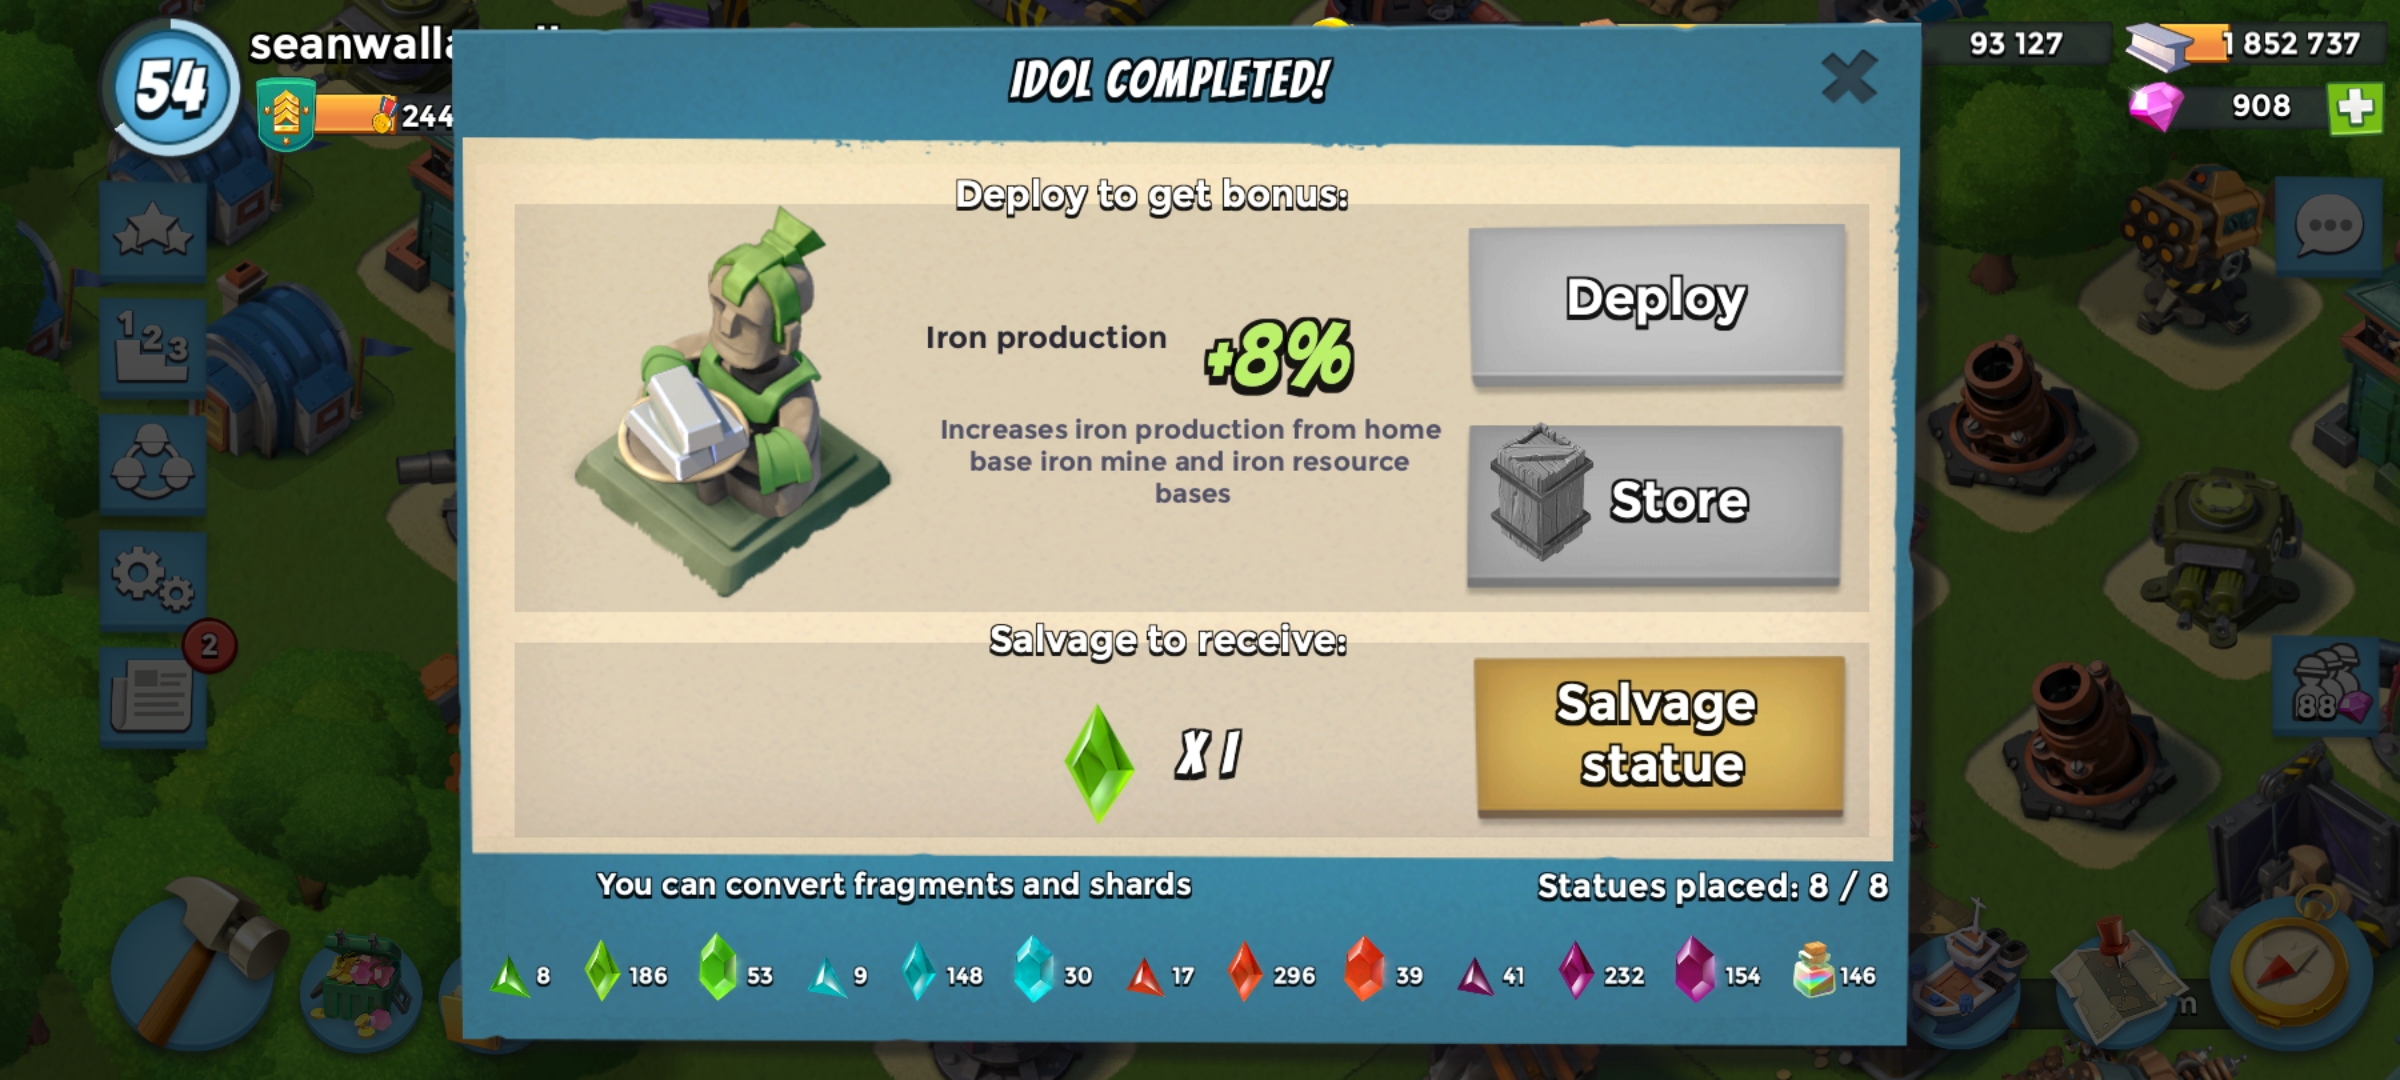 54
244
93 127
1 852 737
908
IDOL COMPLETED!
Deploy to get bonus:
Iron production
+8%
Increases iron production from home
base iron mine and iron resource
bases
Deploy
Store
1 2 3
2
88
Salvage to receive:
X 1
Salvage
statue
You can convert fragments and shards
Statues placed: 8 / 8
8 186 53 9 148 30 17 296 39 41 232 154 146